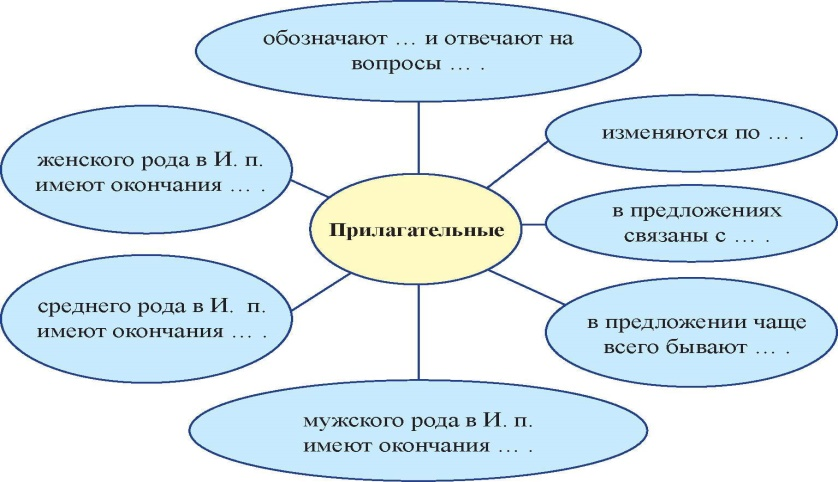 обозначают … и отвечают на
вопросы … .
женского рода в И. п.
имеют окончания … .
изменяются по … .
Прилагательные
в предложениях
связаны с … .
среднего рода в И. п.
имеют окончания … .
в предложении чаще
всего бывают … .
мужского рода в И. п.
имеют окончания … .